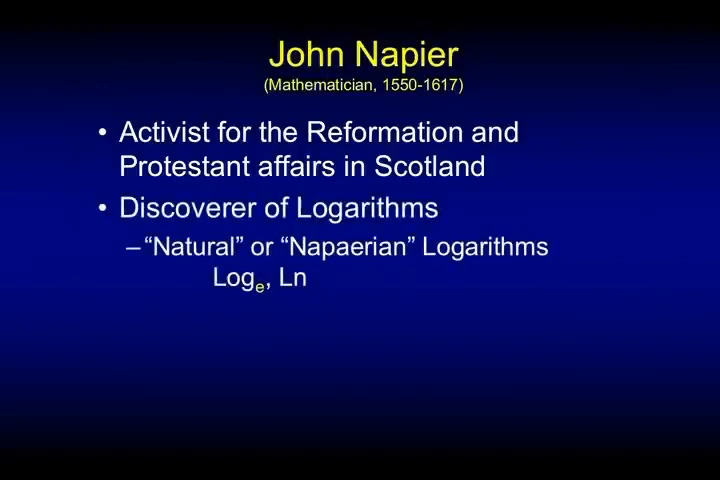 John Napier
(Mathematician, 1550-1617)
• Activist for the Reformation and
Protestant affairs in Scotland
• Discoverer of Logarithms
– “Natural” or “Napaerian” Logarithms
Logₑ, Ln